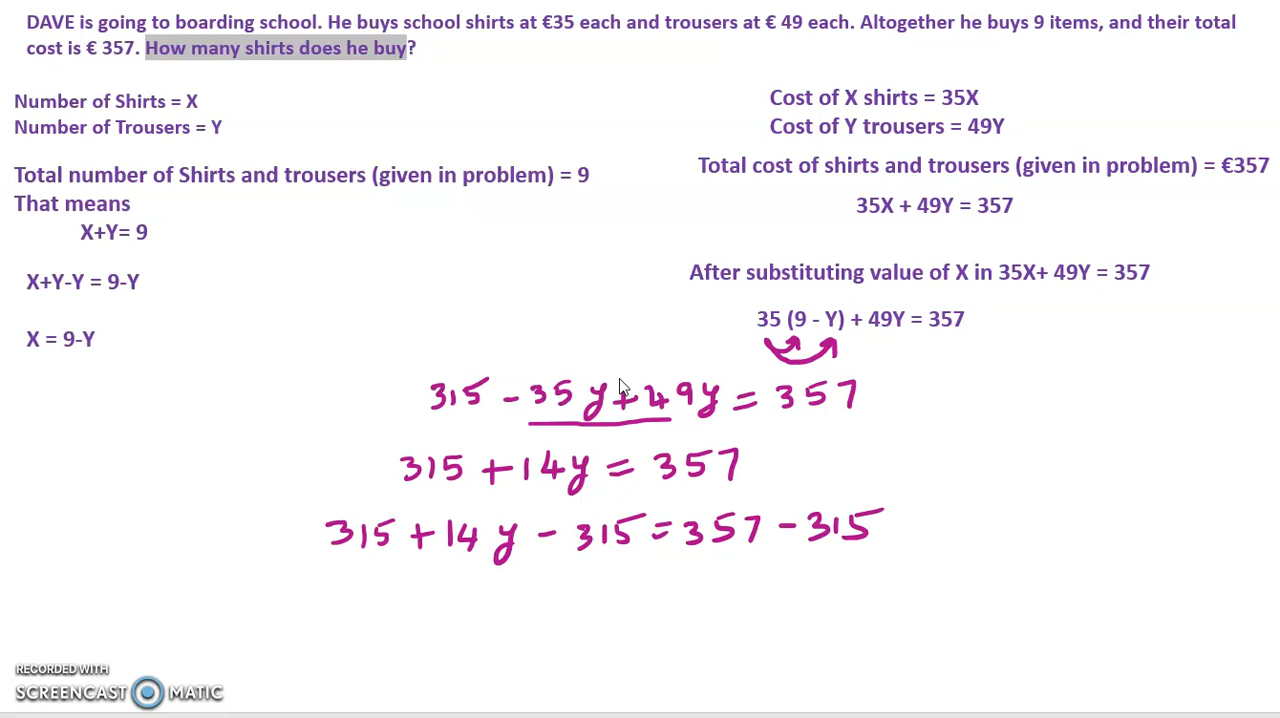 DAVE is going to boarding school. He buys school shirts at €35 each and trousers at € 49 each. Altogether he buys 9 items, and their total
cost is € 357. How many shirts does he buy?
Number of Shirts = X
Number of Trousers = Y
Total number of Shirts and trousers (given in problem) = 9
That means
X+Y= 9
X+Y-Y = 9-Y
X = 9-Y
Cost of X shirts = 35X
Cost of Y trousers = 49Y
Total cost of shirts and trousers (given in problem) = €357
35X + 49Y = 357
After substituting value of X in 35X+ 49Y = 357
35 (9 - Y) + 49Y = 357
315 - 35y + 49y = 357
315 + 14y = 357
315 + 14y - 315 = 357 - 315
RECORDED WITH
SCREENCAST MATIC